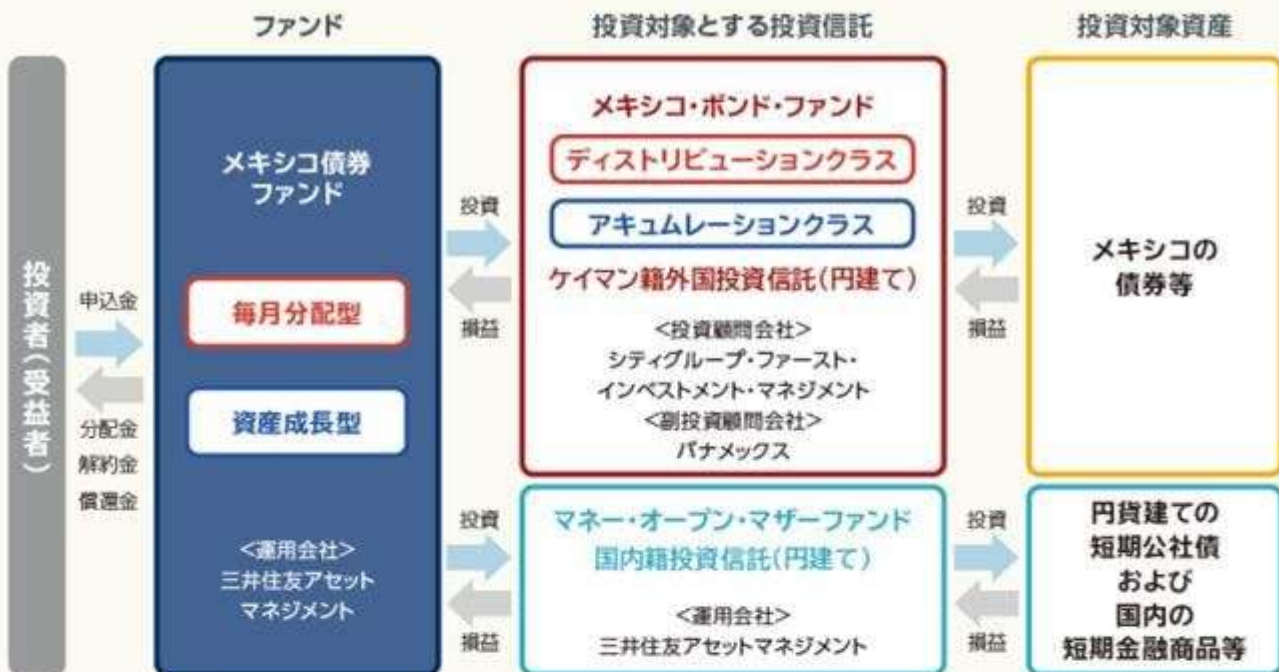 ファンド
投資対象とする投資信託
投資対象資産
投資者(受益者)
申込金
分配金
解約金
償還金
メキシコ債券
ファンド
毎月分配型
資産成長型
<運用会社>
三井住友アセット
マネジメント
投資
損益
メキシコ・ボンド・ファンド
ディストリビューションクラス
アキュムレーションクラス
ケイマン籍外国投資信託(円建て)
<投資顧問会社>
シティグループ・ファースト・
インベストメント・マネジメント
<副投資顧問会社>
バナメックス
投資
損益
メキシコの
債券等
投資
損益
マネー・オープン・マザーファンド
国内籍投資信託(円建て)
<運用会社>
三井住友アセットマネジメント
投資
損益
円貨建ての
短期公社債
および
国内の
短期金融商品等